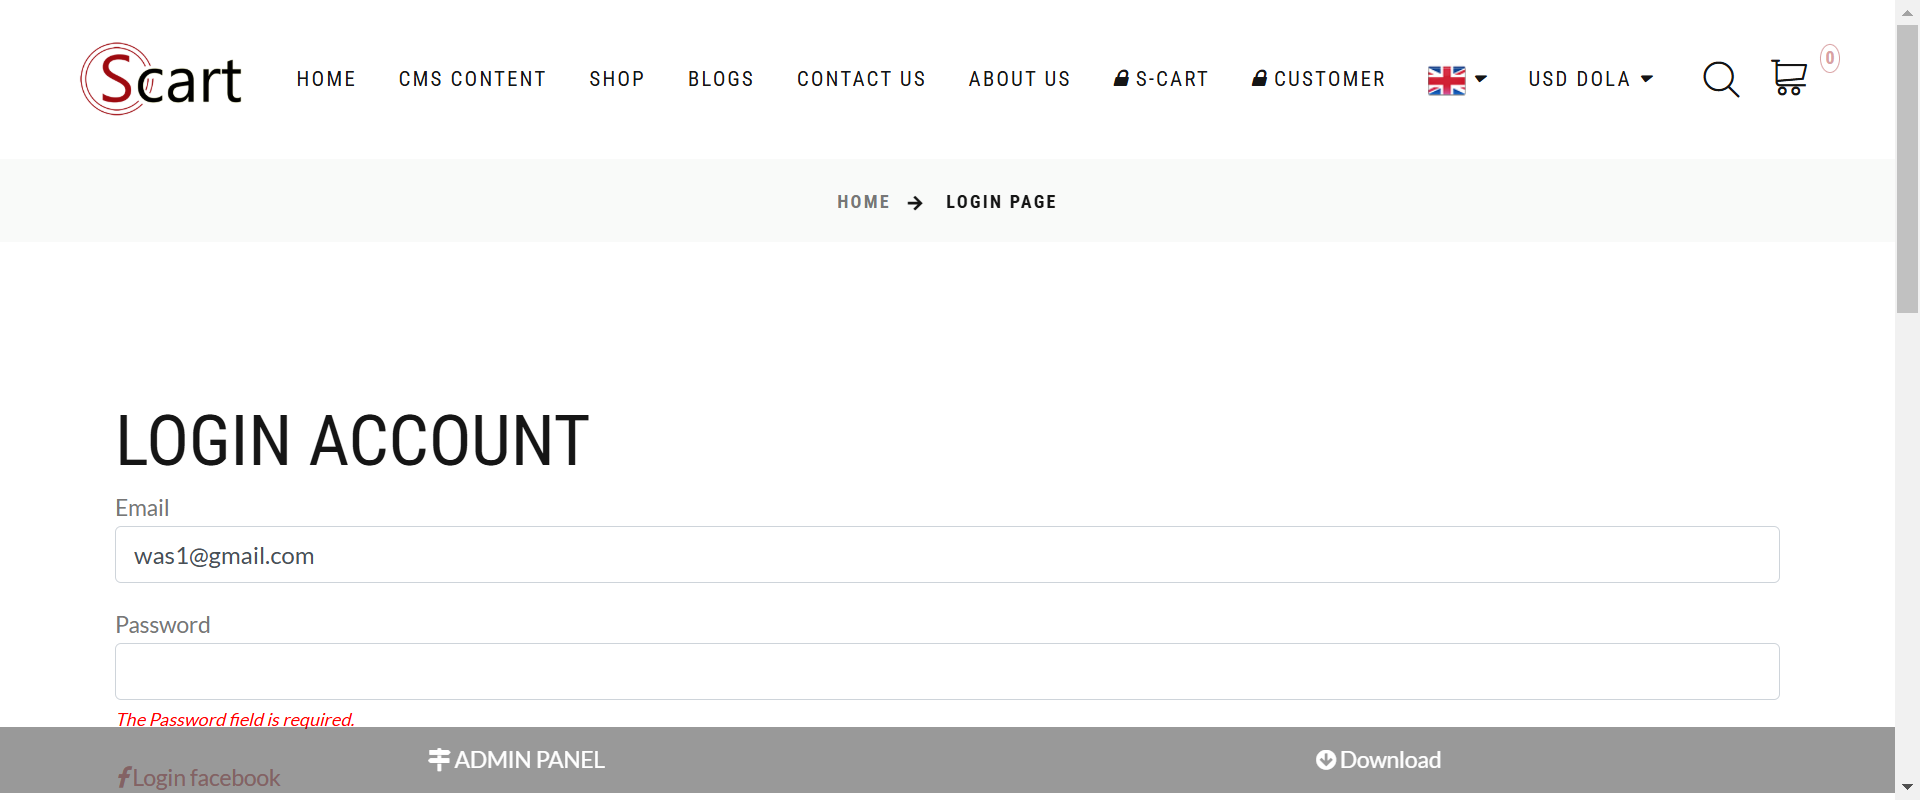 Scart HOME CMS CONTENT SHOP BLOGS CONTACT US ABOUT US S-CART CUSTOMER USD DOLA 0
HOME LOGIN PAGE
LOGIN ACCOUNT
Email
was1@gmail.com
Password
The Password field is required.
ADMIN PANEL Download
Login facebook